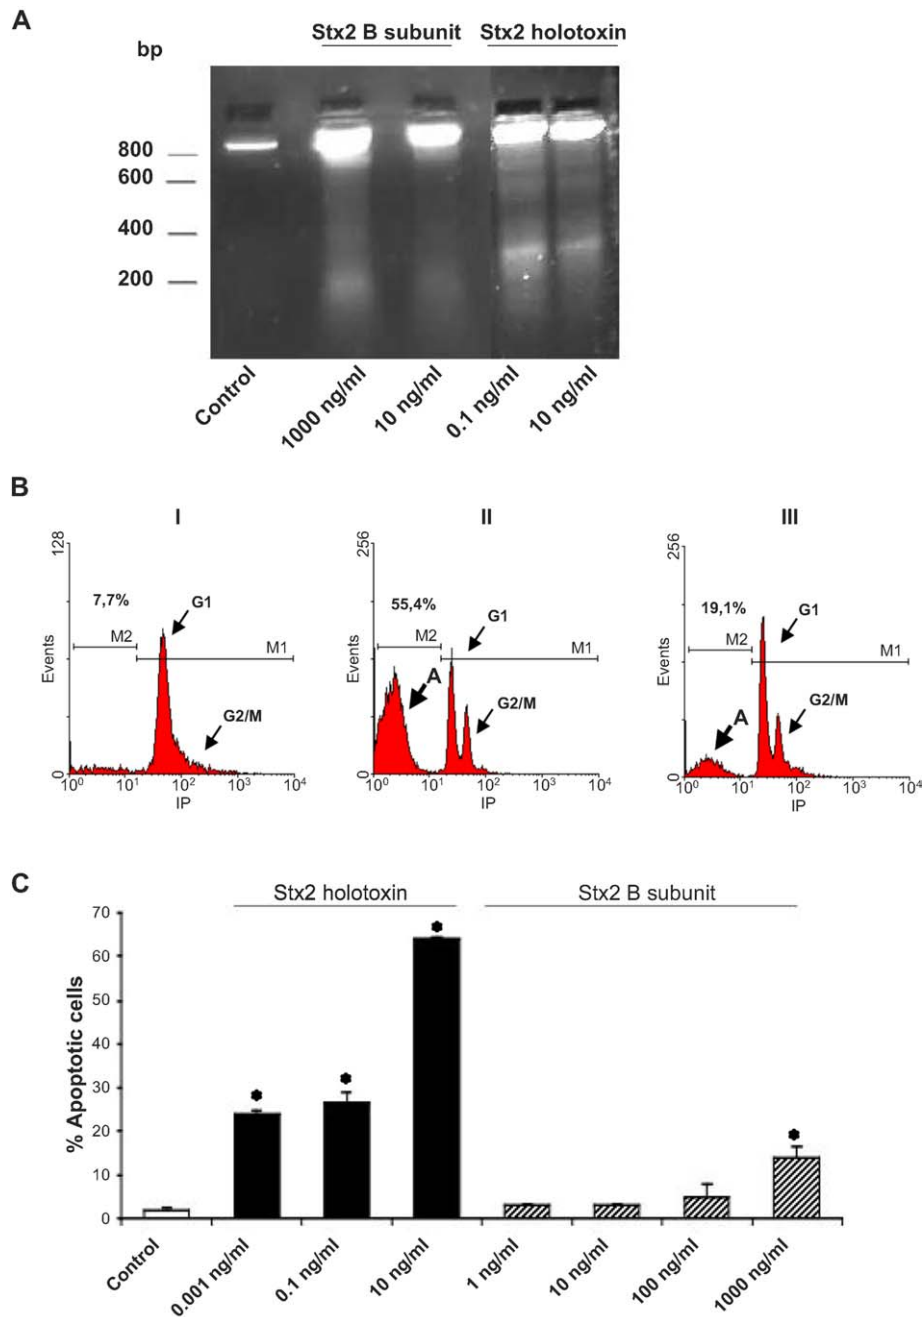 A
Stx2 B subunit Stx2 holotoxin
bp
800
600
400
200
Control
1000 ng/ml
10 ng/ml
0.1 ng/ml
10 ng/ml
B
I
128
Events
0
7,7%
M2
G1
M1
G2/M
10⁰ 10¹ 10² 10³ 10⁴
IP
II
256
Events
0
55,4%
M2
G1
M1
A
G2/M
10⁰ 10¹ 10² 10³ 10⁴
IP
III
256
Events
0
19,1%
M2
G1
M1
A
G2/M
10⁰ 10¹ 10² 10³ 10⁴
IP
C
Stx2 holotoxin Stx2 B subunit
% Apoptotic cells
70
60
50
40
30
20
10
0
Control
0.001 ng/ml
0.1 ng/ml
10 ng/ml
1 ng/ml
10 ng/ml
100 ng/ml
1000 ng/ml